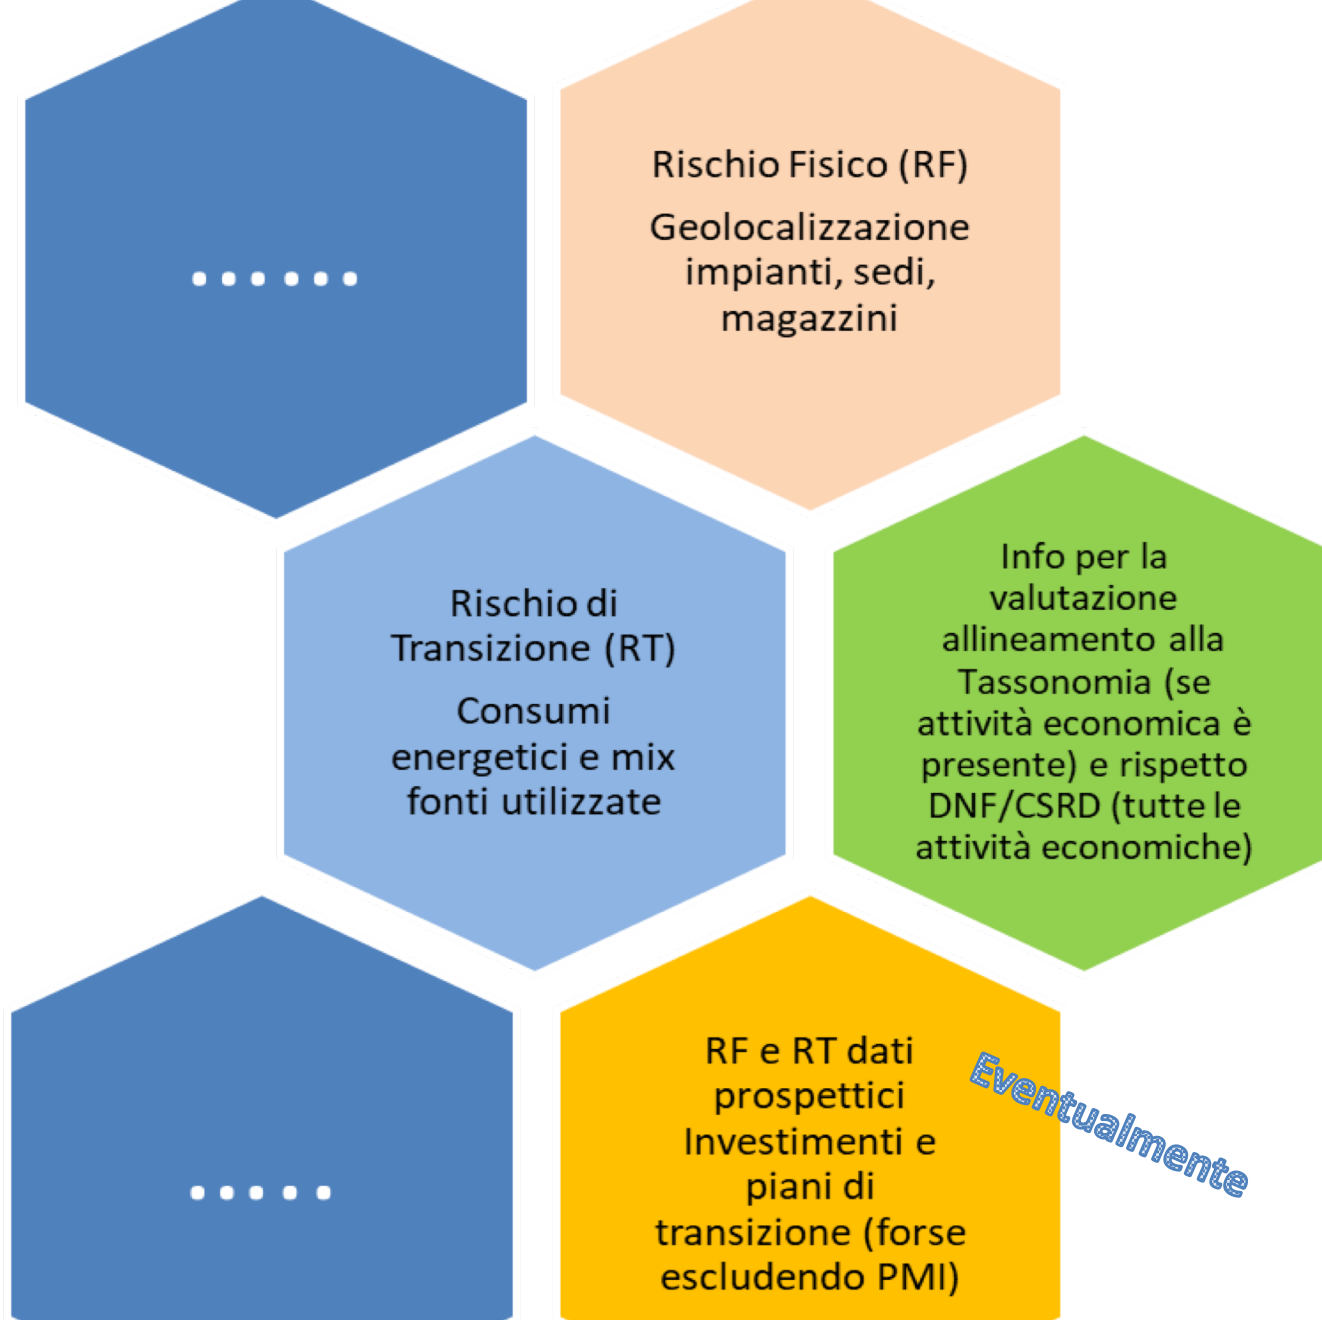 ......
Rischio Fisico (RF)
Geolocalizzazione
impianti, sedi,
magazzini
Rischio di
Transizione (RT)
Consumi
energetici e mix
fonti utilizzate
Info per la
valutazione
allineamento alla
Tassonomia (se
attività economica è
presente) e rispetto
DNF/CSRD (tutte le
attività economiche)
.....
RF e RT dati
prospettici
Investimenti e
piani di
transizione (forse
escludendo PMI)
Eventualmente